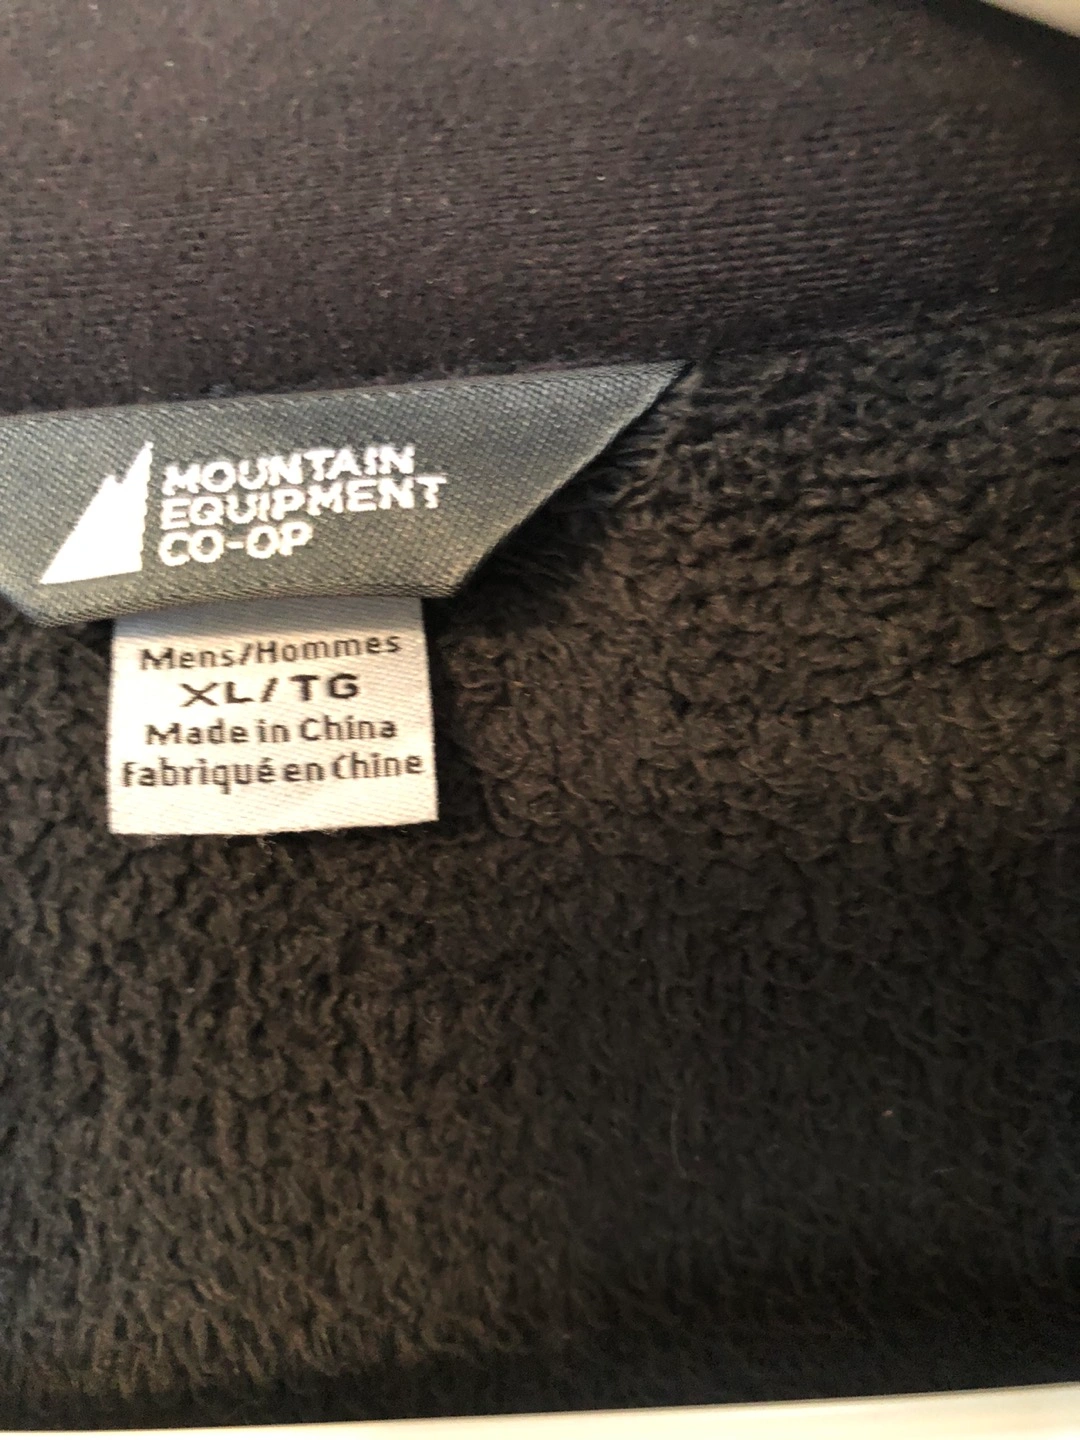 MOUNTAIN
EQUIPMENT
CO-OP
Mens/Hommes
XL/TG
Made in China
Fabriqué en Chine